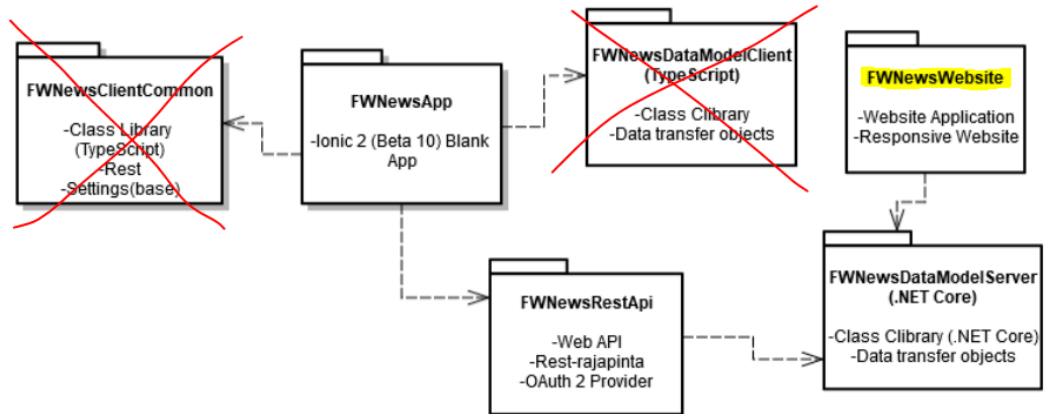 FWNewsClientCommon
-Class Library
(TypeScript)
-Rest
-Settings(base)
FWNewsApp
-Ionic 2 (Beta 10) Blank
App
FWNewsDataModelClient
(TypeScript)
-Class Clibrary
-Data transfer objects
FWNewsWebsite
-Website Application
-Responsive Website
FWNewsRestApi
-Web API
-Rest-rajapinta
-OAuth 2 Provider
FWNewsDataModelServer
(.NET Core)
-Class Clibrary (.NET Core)
-Data transfer objects